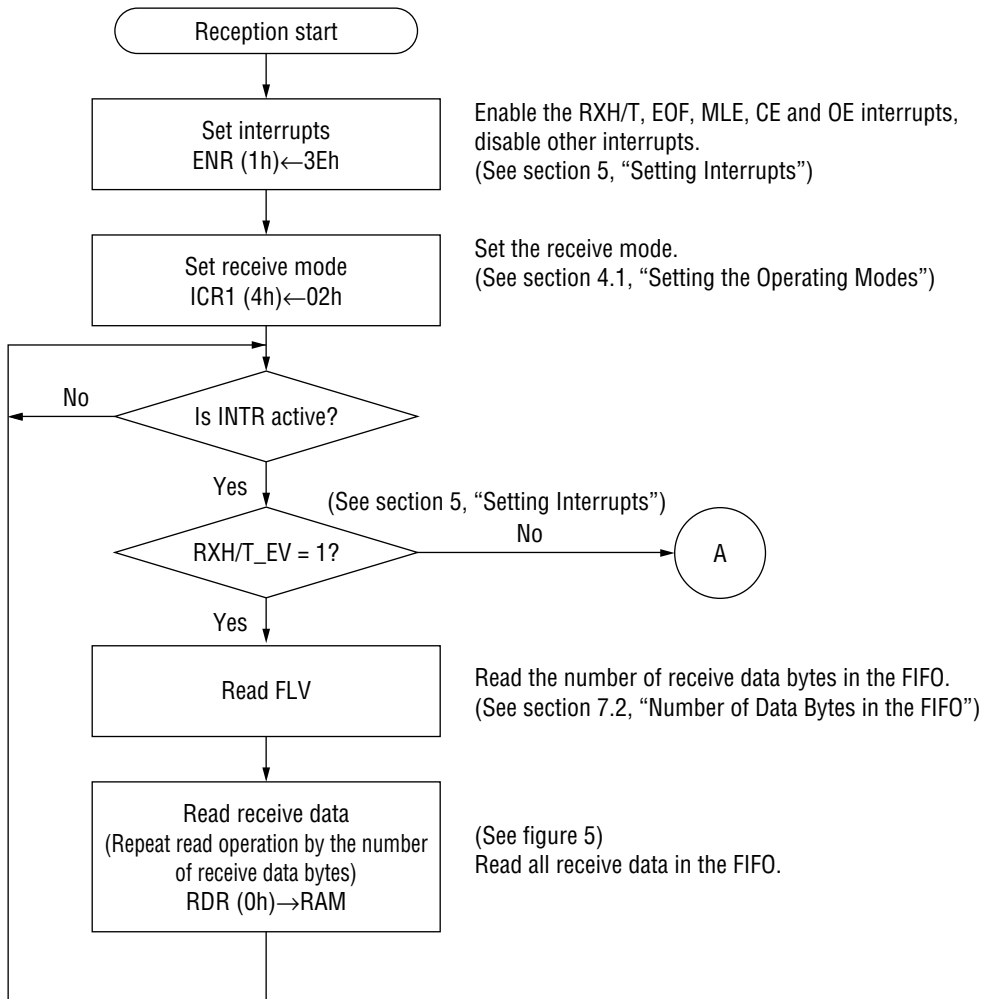 Reception start
Set interrupts
ENR (1h)←3Eh
Enable the RXH/T, EOF, MLE, CE and OE interrupts,
disable other interrupts.
(See section 5, “Setting Interrupts”)
Set receive mode
ICR1 (4h)←02h
Set the receive mode.
(See section 4.1, “Setting the Operating Modes”)
No
Is INTR active?
Yes
(See section 5, “Setting Interrupts”)
RXH/T_EV = 1?
No
A
Yes
Read FLV
Read the number of receive data bytes in the FIFO.
(See section 7.2, “Number of Data Bytes in the FIFO”)
Read receive data
(Repeat read operation by the number
of receive data bytes)
RDR (0h)→RAM
(See figure 5)
Read all receive data in the FIFO.